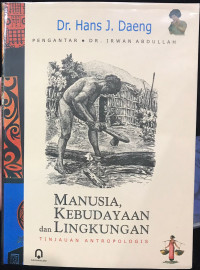 Dr. Hans J. Daeng
PENGANTAR • DR. IRWAN ABDULLAH
MANUSIA,
KEBUDAYAAN
dan LINGKUNGAN
TINJAUAN ANTROPOLOGIS